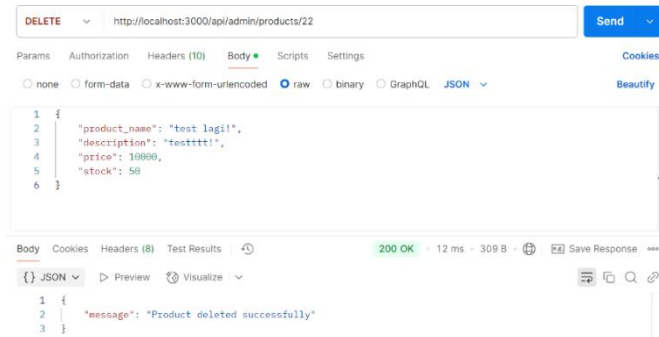 DELETE http://localhost:3000/api/admin/products/22 Send
Params Authorization Headers (10) Body Scripts Settings Cookies
none form-data x-www-form-urlencoded raw binary GraphQL JSON Beautify
1 {
2 "product_name": "test lagi!",
3 "description": "testttt!",
4 "price": 10000,
5 "stock": 50
6 }
Body Cookies Headers (8) Test Results 200 OK 12 ms 309 B Save Response
{} JSON Preview Visualize
1 {
2 "message": "Product deleted successfully"
3 }